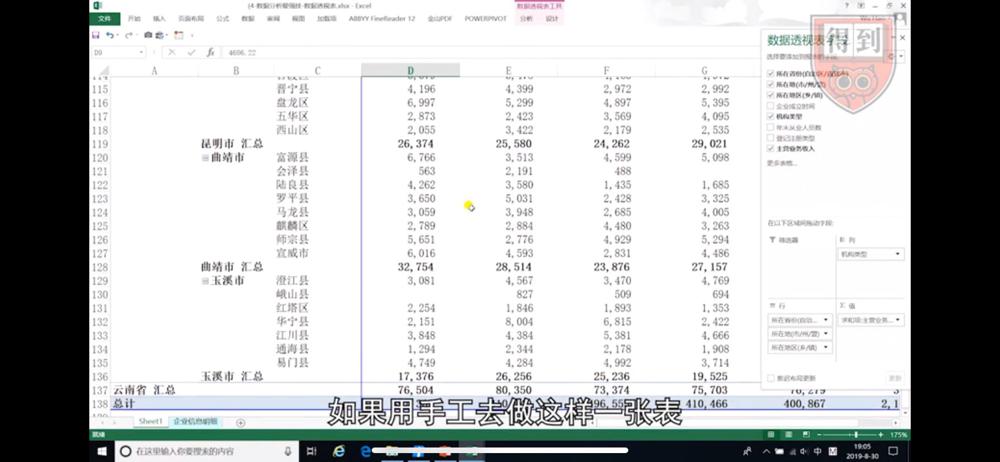 (4-数据分析最强技-数据透视表.xlsx - Excel
数据透视表工具
文件 开始 插入 页面布局 公式 数据 审阅 视图 加载项 ABBYY FineReader 12 金山PDF POWERPIVOT 分析 设计
D9 4686.22
得到
数据透视表字段
选择要添加到报表的字段
A B C D E F G
115 晋宁县 4,196 4,399 2,972 2,992
116 盘龙区 6,997 5,299 4,897 5,395
117 五华区 2,873 2,423 3,569 4,095
118 西山区 2,055 3,422 2,179 2,535
119 昆明市 汇总 26,374 25,580 24,262 29,021
120 曲靖市 富源县 6,766 3,513 4,599 5,098
121 会泽县 563 2,191 488
122 陆良县 4,262 3,580 1,435 1,685
123 罗平县 3,650 5,031 2,428 3,325
124 马龙县 3,059 3,948 2,685 4,005
125 麒麟区 2,789 2,884 4,480 3,263
126 师宗县 5,651 2,776 4,929 5,294
127 宣威市 6,016 4,593 2,831 4,486
128 曲靖市 汇总 32,754 28,514 23,876 27,157
129 玉溪市 澄江县 3,081 4,567 3,470 4,769
130 峨山县 827 509 694
131 红塔区 2,254 1,846 1,893 1,353
132 华宁县 2,151 8,004 6,815 2,422
133 江川县 3,848 4,384 5,381 4,666
134 通海县 1,294 2,344 2,178 1,908
135 易门县 4,749 4,284 4,992 3,714
136 玉溪市 汇总 17,376 26,256 25,236 19,525
137 云南省 汇总 76,504 80,350 73,374 75,703 76,279
138 总计 410,466 400,867 2,1
所在省份(自治区/直辖市)
所在地(市/州/盟)
所在地区(乡/镇)
企业成立时间
机构类型
年末从业人员数
登记注册类型
主营业务收入
更多表格...
在以下区域间拖动字段:
筛选器 列
机构类型
行 值
所在省份(自治... 求和项:主营业务...
所在地(市/州/盟)
所在地区(乡/镇)
推迟布局更新 更新
如果用手工去做这样一张表
Sheet1 企业信息明细
就绪 175%
在这里输入你要搜索的内容
19:05
2019-8-30